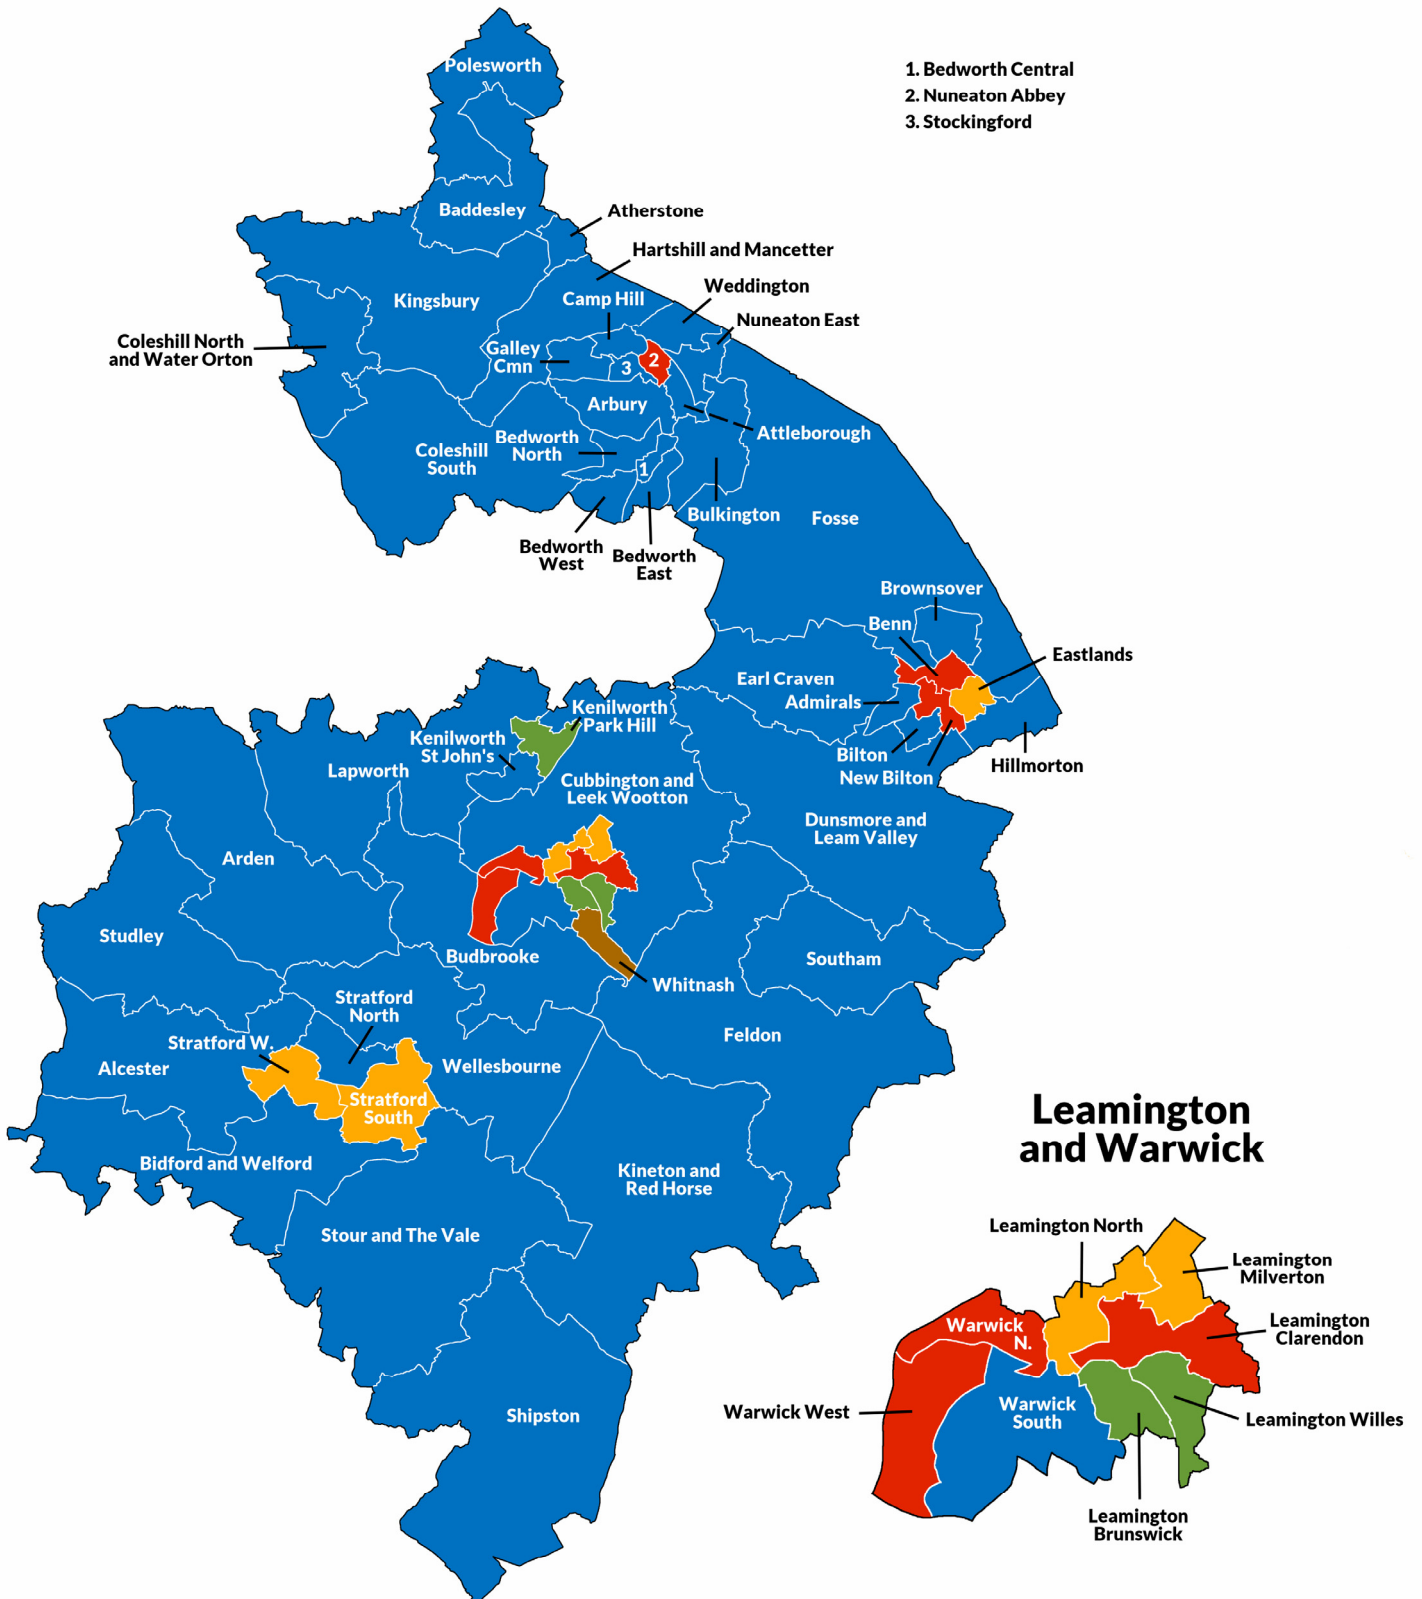 Polesworth
1. Bedworth Central
2. Nuneaton Abbey
3. Stockingford
Baddesley
Atherstone
Hartshill and Mancetter
Weddington
Camp Hill
Kingsbury
Nuneaton East
Coleshill North
and Water Orton
Galley
Cmn
3
2
Arbury
Attleborough
Bedworth
North
Coleshill
South
1
Bulkington
Fosse
Bedworth
West
Bedworth
East
Brownsover
Benn
Eastlands
Earl Craven
Admirals
Kenilworth
Park Hill
Kenilworth
St John's
Bilton
New Bilton
Hillmorton
Lapworth
Cubbington and
Leek Wootton
Dunsmore and
Leam Valley
Arden
Studley
Budbrooke
Southam
Whitnash
Stratford
North
Feldon
Stratford W.
Alcester
Wellesbourne
Stratford
South
Leamington
and Warwick
Bidford and Welford
Kineton and
Red Horse
Stour and The Vale
Leamington North
Leamington
Milverton
Leamington
Clarendon
Warwick
N.
Warwick West
Warwick
South
Shipston
Leamington Willes
Leamington
Brunswick